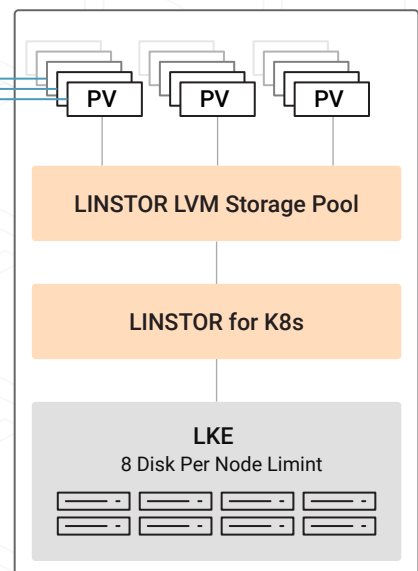 PV PV PV
LINSTOR LVM Storage Pool
LINSTOR for K8s
LKE
8 Disk Per Node Limint